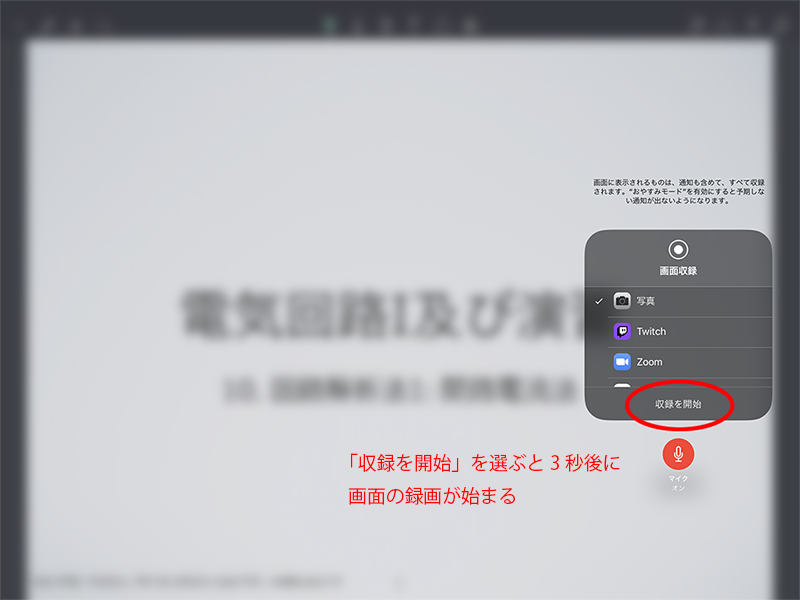 画面に表示されるものは、通知も含めて、すべて収録
されます。“おやすみモード”を有効にすると予期しな
い通知が出ないようになります。
画面収録
写真
Twitch
Zoom
収録を開始
電気回路I及び演習
10. 回路解析法1: 閉路電流法
マイク
オン
「収録を開始」を選ぶと3秒後に
画面の録画が始まる